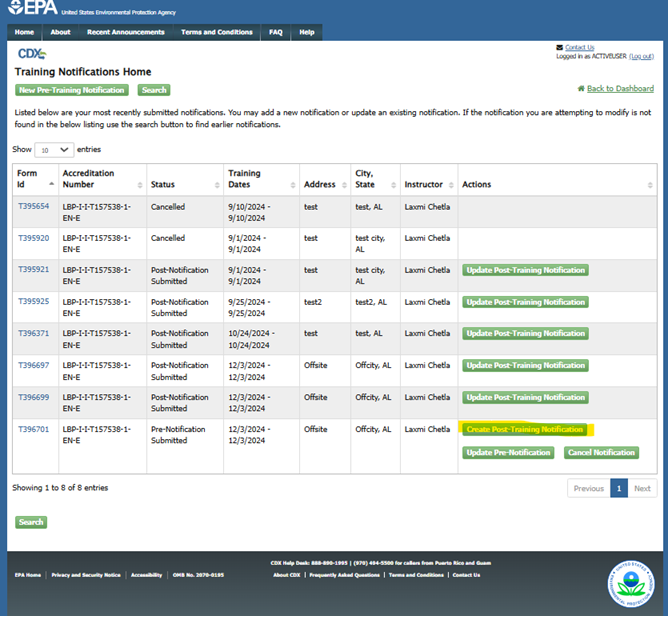 EPA United States Environmental Protection Agency
Home About Recent Announcements Terms and Conditions FAQ Help
CDX
Contact Us
Logged in as ACTIVEUSER (Log out)
Training Notifications Home
New Pre-Training Notification Search
Back to Dashboard
Listed below are your most recently submitted notifications. You may add a new notification or update an existing notification. If the notification you are attempting to modify is not
found in the below listing use the search button to find earlier notifications.
Show 10 entries
Form Id Accreditation Number Status Training Dates Address City, State Instructor Actions
T395654 LBP-I-I-T157538-1-EN-E Cancelled 9/10/2024 - 9/10/2024 test test, AL Laxmi Chetla
T395920 LBP-I-I-T157538-1-EN-E Cancelled 9/1/2024 - 9/1/2024 test test city, AL Laxmi Chetla
T395921 LBP-I-I-T157538-1-EN-E Post-Notification Submitted 9/1/2024 - 9/1/2024 test test city, AL Laxmi Chetla Update Post-Training Notification
T395925 LBP-I-I-T157538-1-EN-E Post-Notification Submitted 9/25/2024 - 9/25/2024 test2 test2, AL Laxmi Chetla Update Post-Training Notification
T396371 LBP-I-I-T157538-1-EN-E Post-Notification Submitted 10/24/2024 - 10/24/2024 test test, AL Laxmi Chetla Update Post-Training Notification
T396697 LBP-I-I-T157538-1-EN-E Post-Notification Submitted 12/3/2024 - 12/3/2024 Offsite Offcity, AL Laxmi Chetla Update Post-Training Notification
T396699 LBP-I-I-T157538-1-EN-E Post-Notification Submitted 12/3/2024 - 12/3/2024 Offsite Offcity, AL Laxmi Chetla Update Post-Training Notification
T396701 LBP-I-I-T157538-1-EN-E Pre-Notification Submitted 12/3/2024 - 12/3/2024 Offsite Offcity, AL Laxmi Chetla Create Post-Training Notification
Update Pre-Notification Cancel Notification
Showing 1 to 8 of 8 entries
Previous 1 Next
Search
CDX Help Desk: 888-890-1995 | (970) 494-5500 for callers from Puerto Rico and Guam
EPA Home | Privacy and Security Notice | Accessibility | OMB No. 2070-0195
About CDX | Frequently Asked Questions | Terms and Conditions | Contact Us